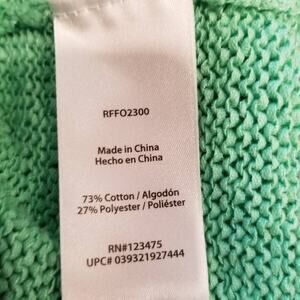 RFFO2300
Made in China
Hecho en China
73% Cotton / Algodón
27% Polyester / Poliéster
RN#123475
UPC# 039321927444